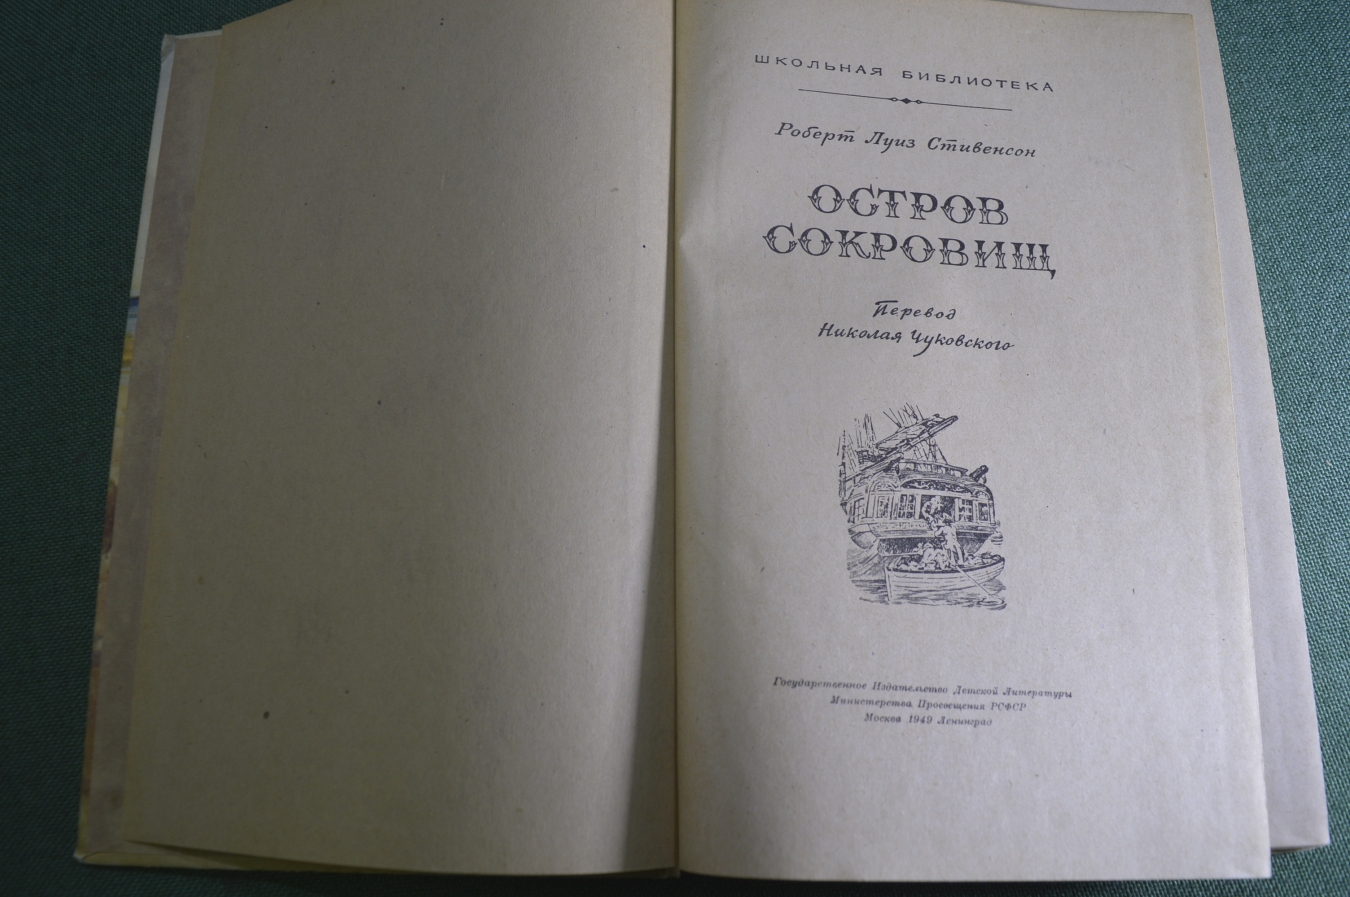 ШКОЛЬНАЯ БИБЛИОТЕКА
Роберт Луиз Стивенсон
ОСТРОВ
СОКРОВИЩ
Перевод
Николая Чуковского
Государственное Издательство Детской Литературы
Министерства Просвещения РСФСР
Москва 1949 Ленинград